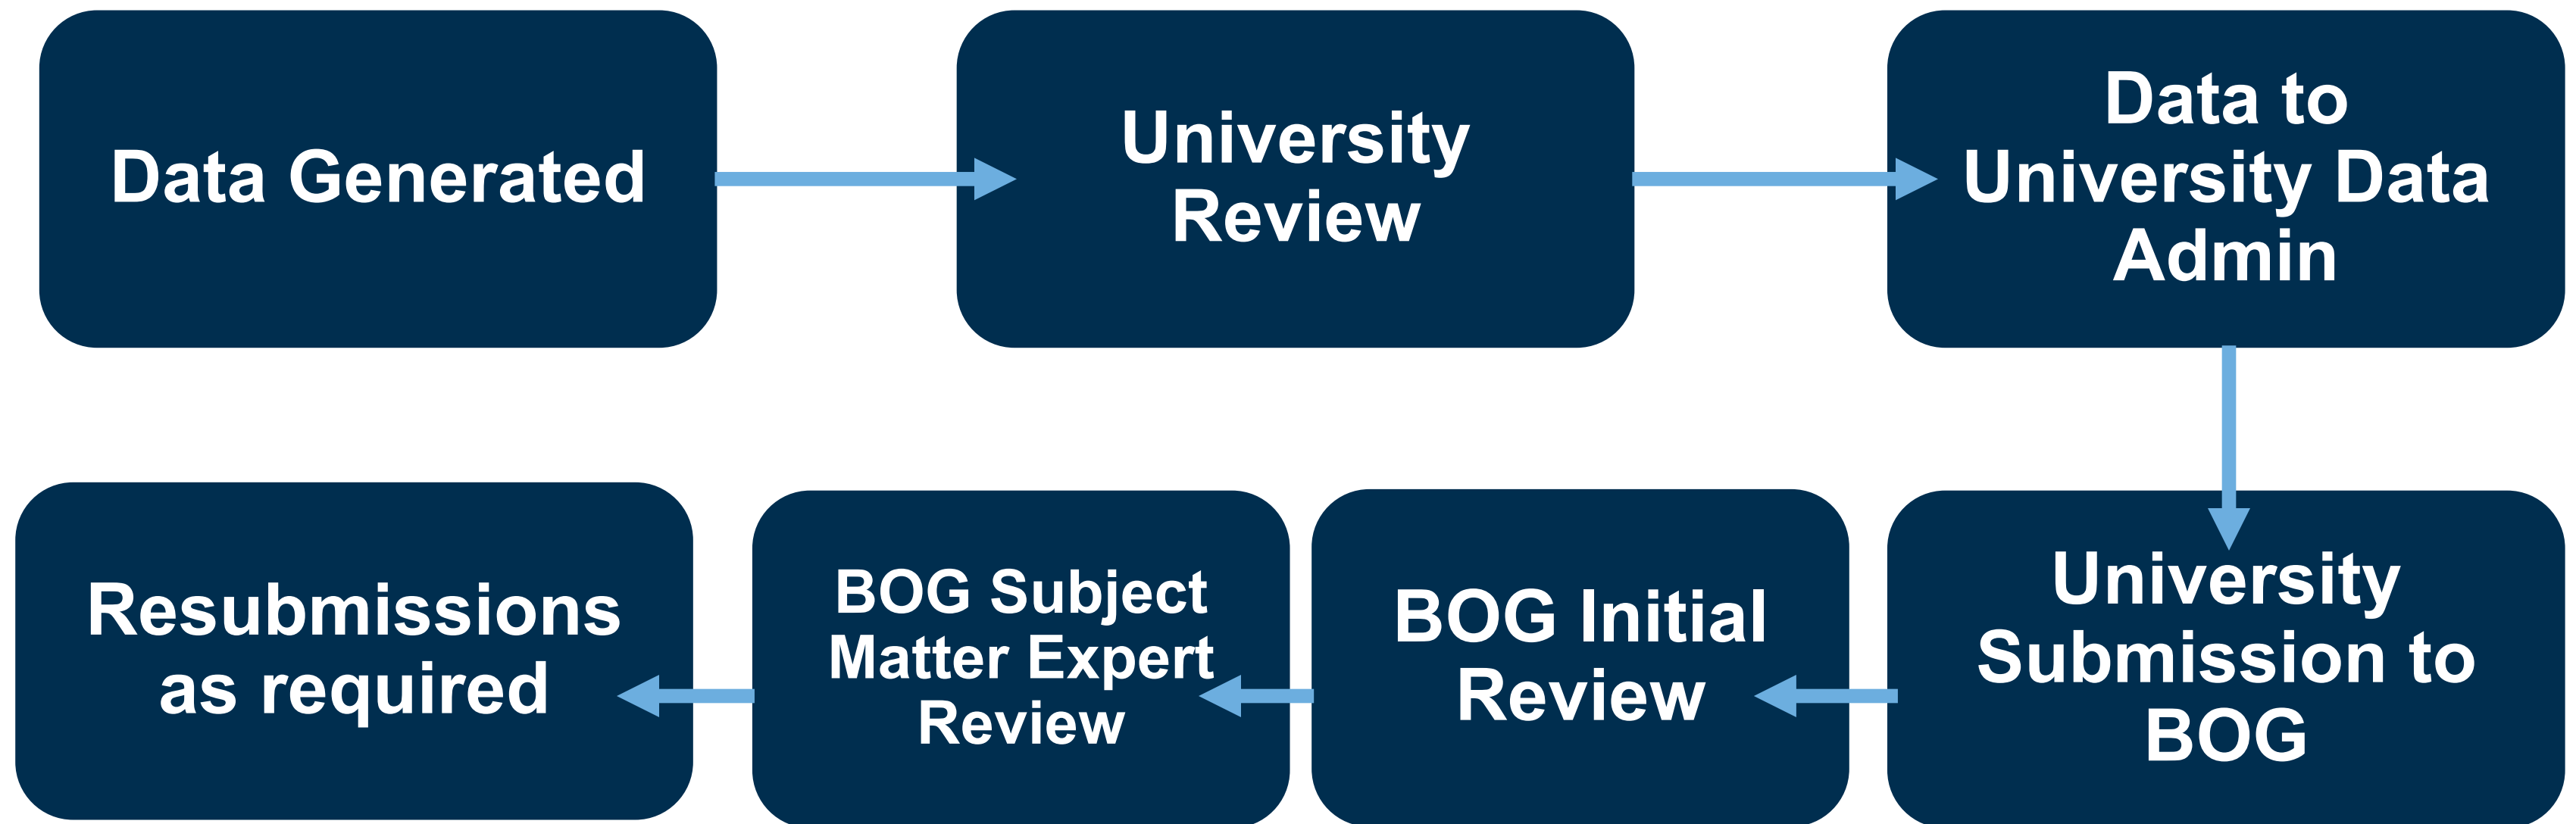 Data Generated
University
Review
Data to
University Data
Admin
University
Submission to
BOG
BOG Initial
Review
BOG Subject
Matter Expert
Review
Resubmissions
as required